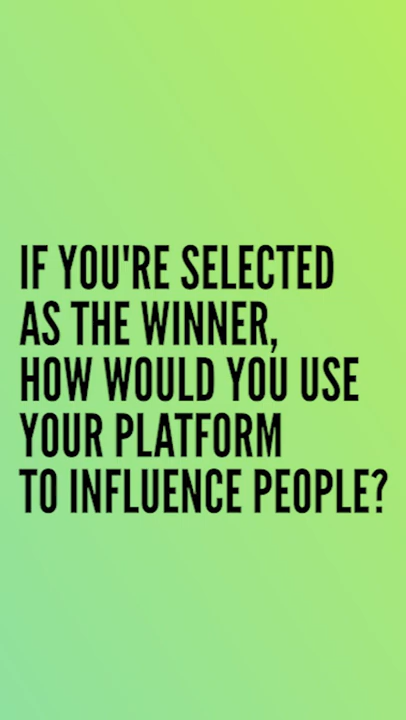 IF YOU'RE SELECTED
AS THE WINNER,
HOW WOULD YOU USE
YOUR PLATFORM
TO INFLUENCE PEOPLE?